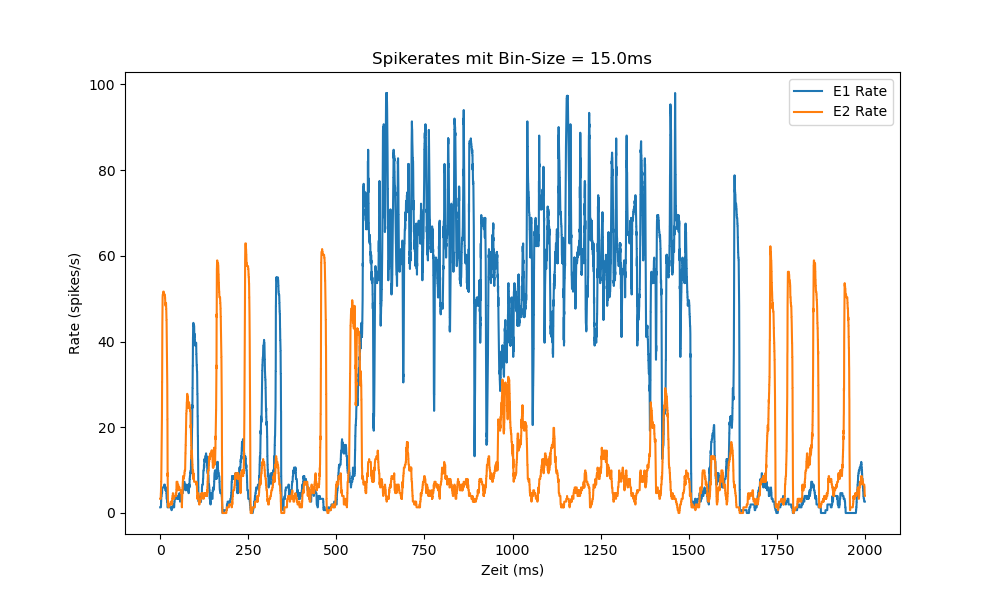 Spikerates mit Bin-Size = 15.0ms
E1 Rate
E2 Rate
100
80
60
40
20
0
Rate (spikes/s)
0 250 500 750 1000 1250 1500 1750 2000
Zeit (ms)